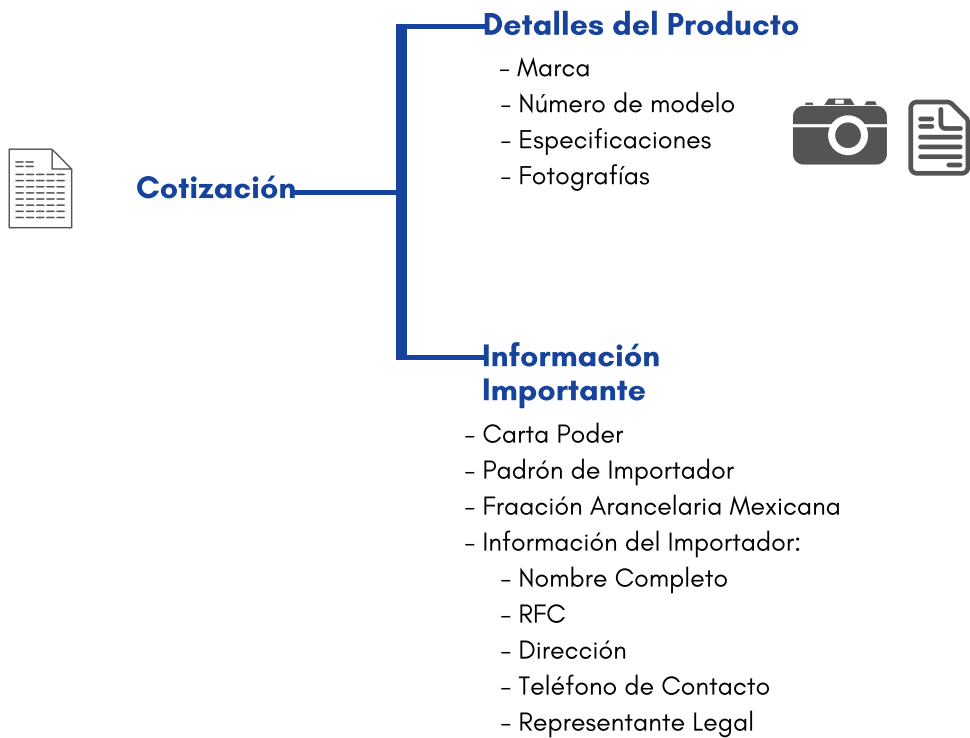 Detalles del Producto
- Marca
- Número de modelo
- Especificaciones
- Fotografías
Cotización
Información
Importante
- Carta Poder
- Padrón de Importador
- Fraación Arancelaria Mexicana
- Información del Importador:
- Nombre Completo
- RFC
- Dirección
- Teléfono de Contacto
- Representante Legal